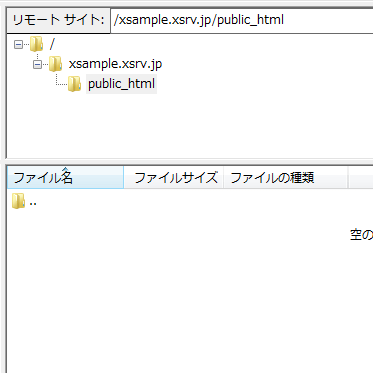 リモート サイト: /xsample.xsrv.jp/public_html
/
xsample.xsrv.jp
public_html
ファイル名 ファイルサイズ ファイルの種類
..
空の